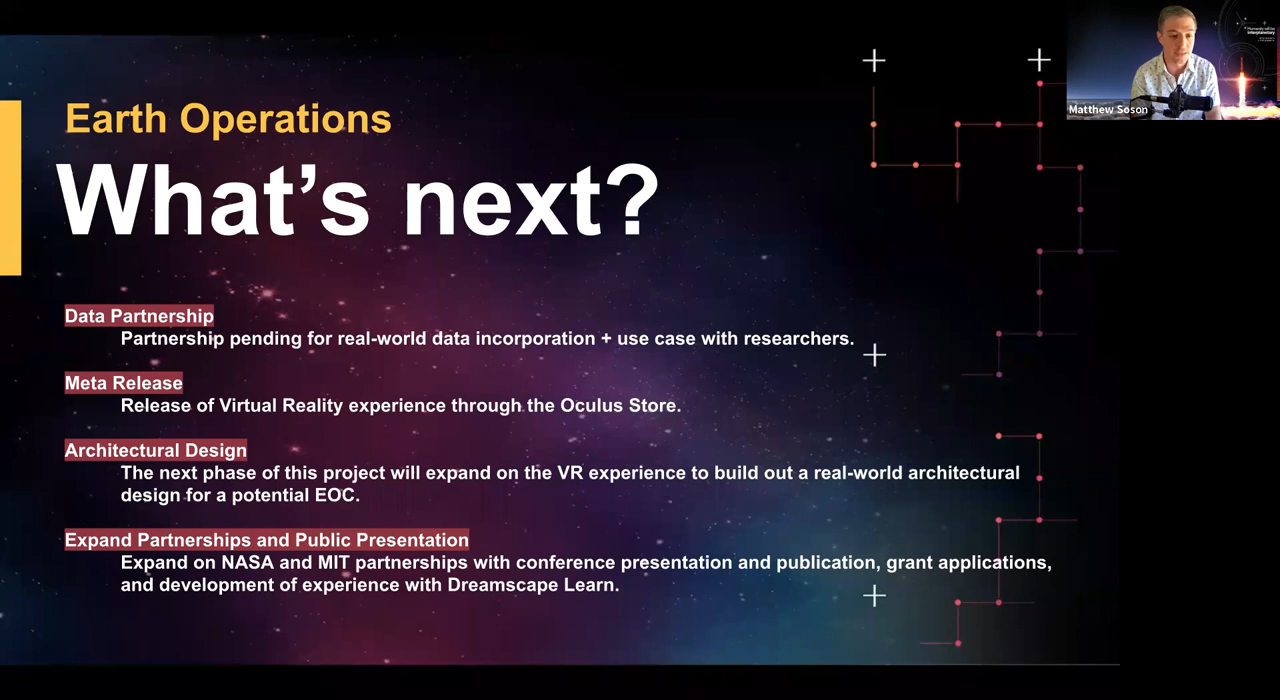 Earth Operations
What's next?
Data Partnership
Partnership pending for real-world data incorporation + use case with researchers.
Meta Release
Release of Virtual Reality experience through the Oculus Store.
Architectural Design
The next phase of this project will expand on the VR experience to build out a real-world architectural
design for a potential EOC.
Expand Partnerships and Public Presentation
Expand on NASA and MIT partnerships with conference presentation and publication, grant applications,
and development of experience with Dreamscape Learn.
Humanity will be
interplanetary
Matthew Soson